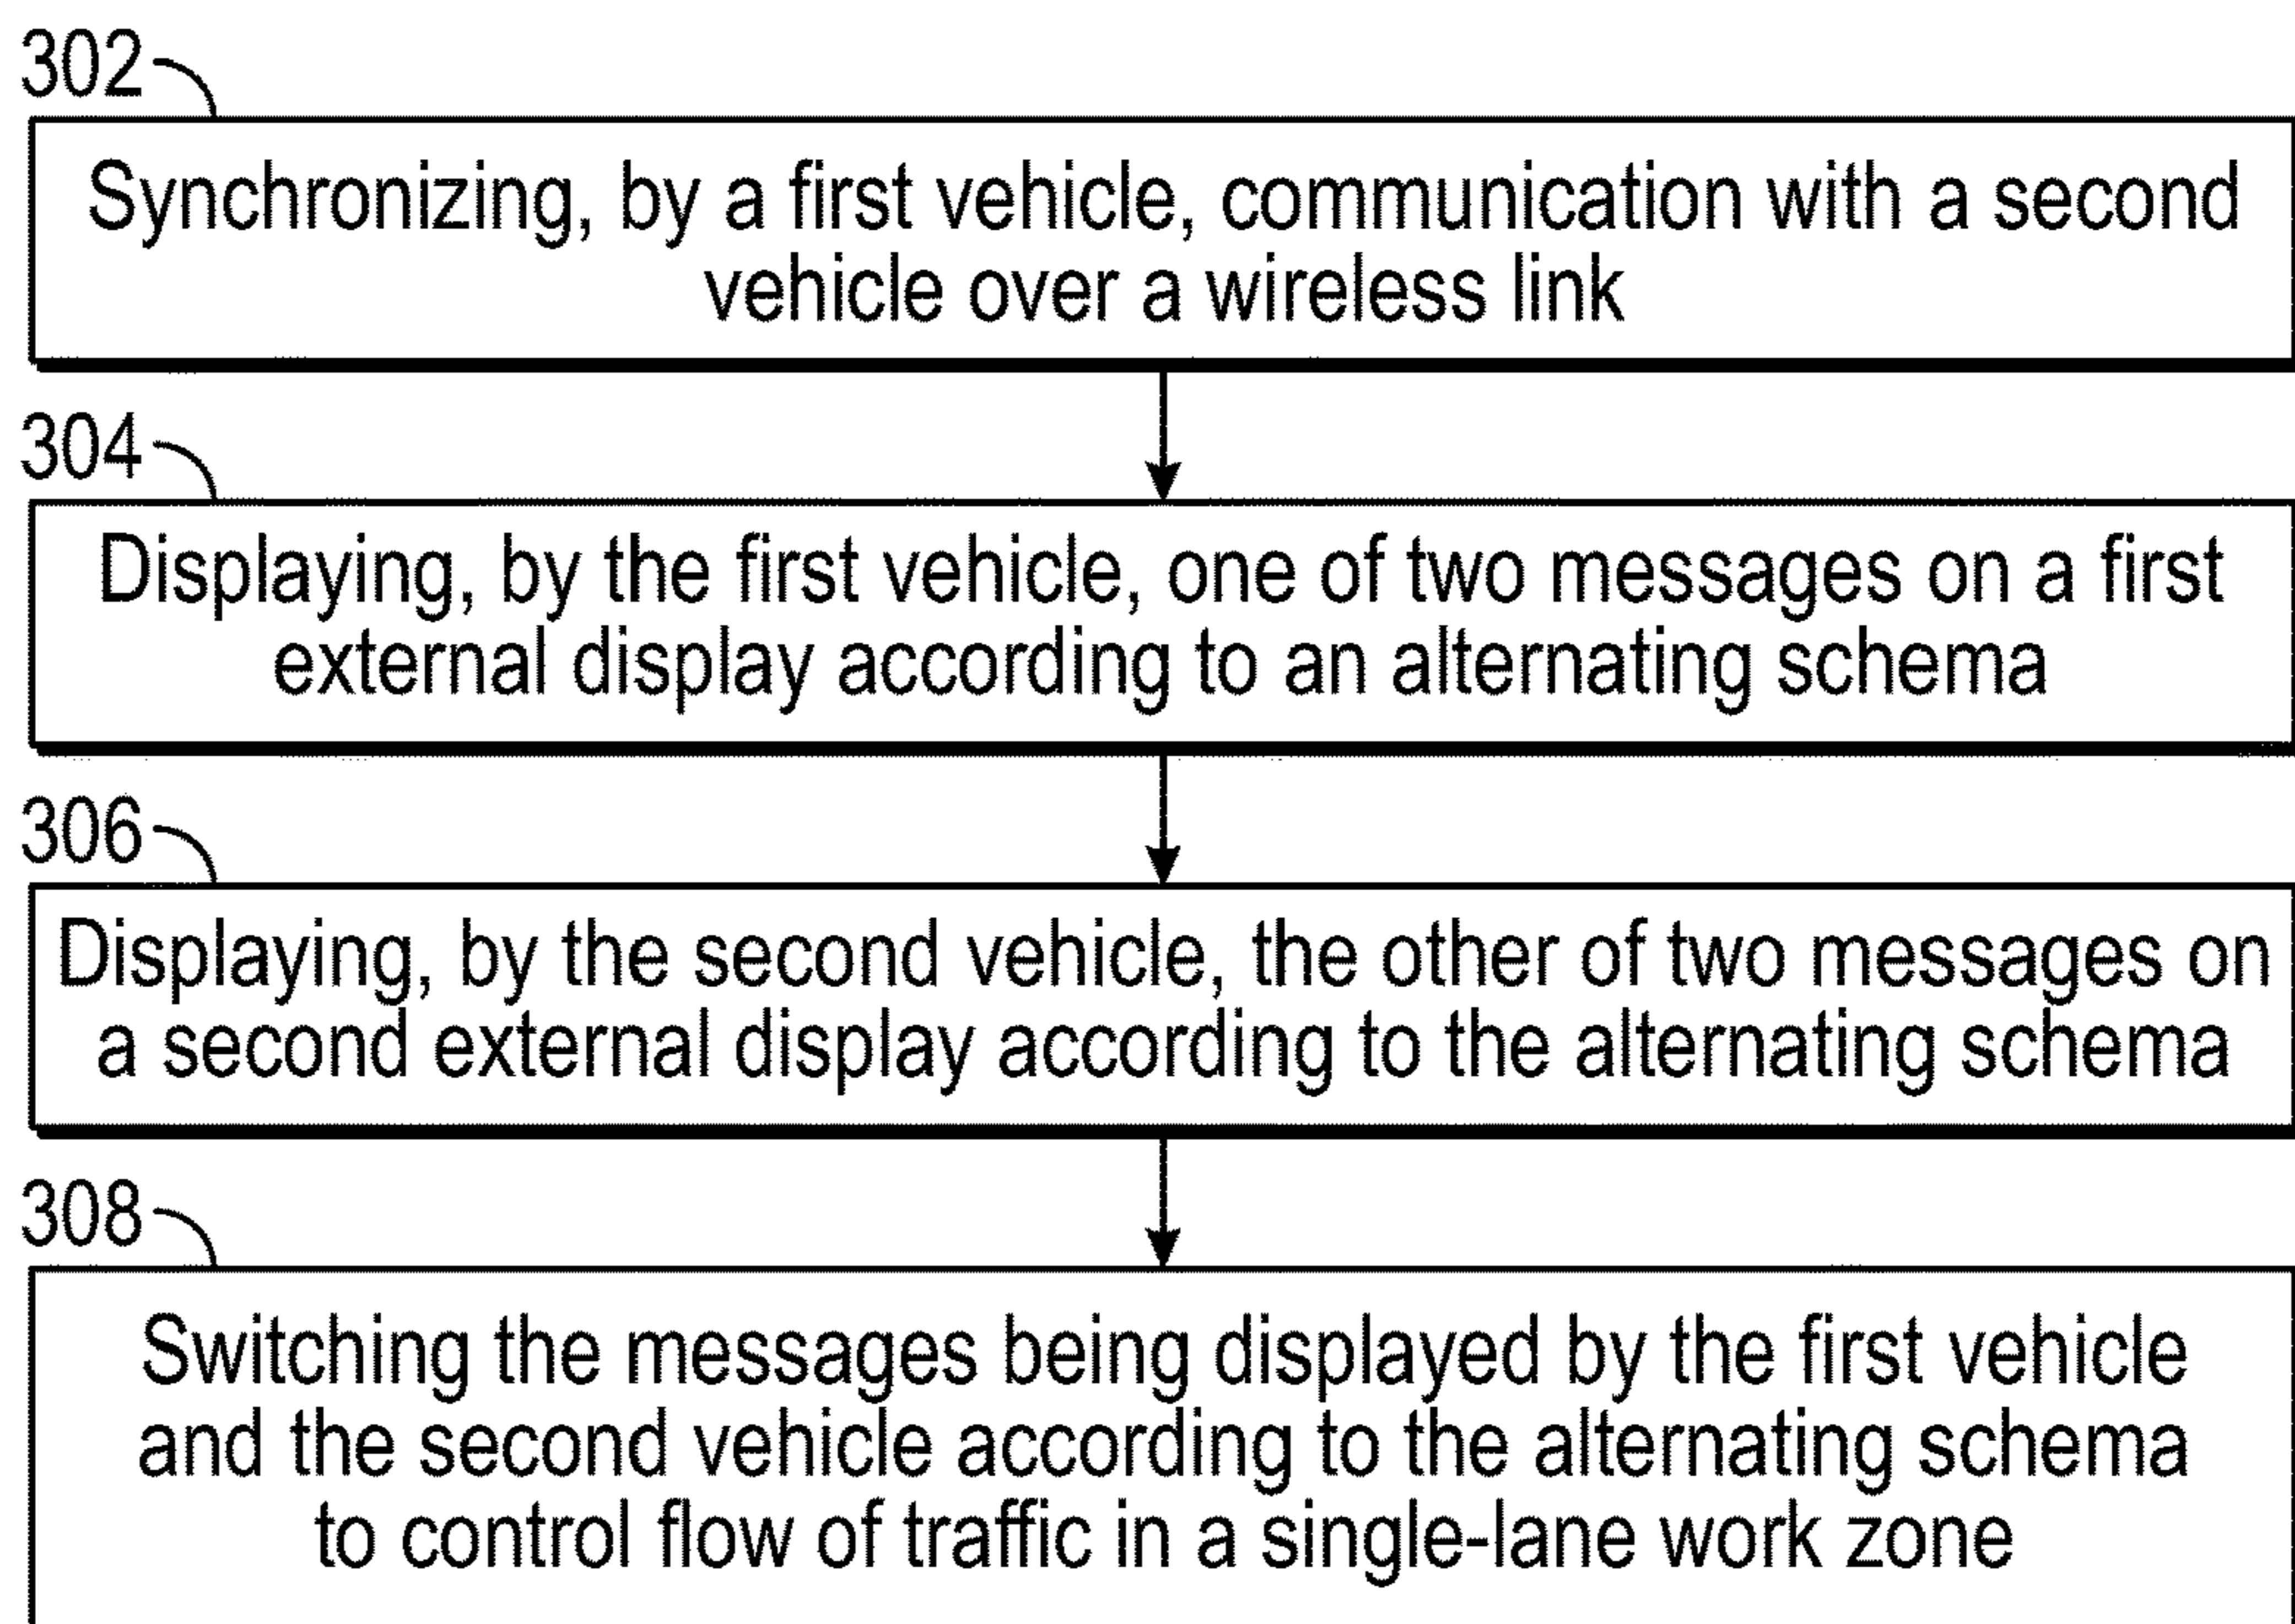 302
Synchronizing, by a first vehicle, communication with a second
vehicle over a wireless link
304
Displaying, by the first vehicle, one of two messages on a first
external display according to an alternating schema
306
Displaying, by the second vehicle, the other of two messages on
a second external display according to the alternating schema
308
Switching the messages being displayed by the first vehicle
and the second vehicle according to the alternating schema
to control flow of traffic in a single-lane work zone